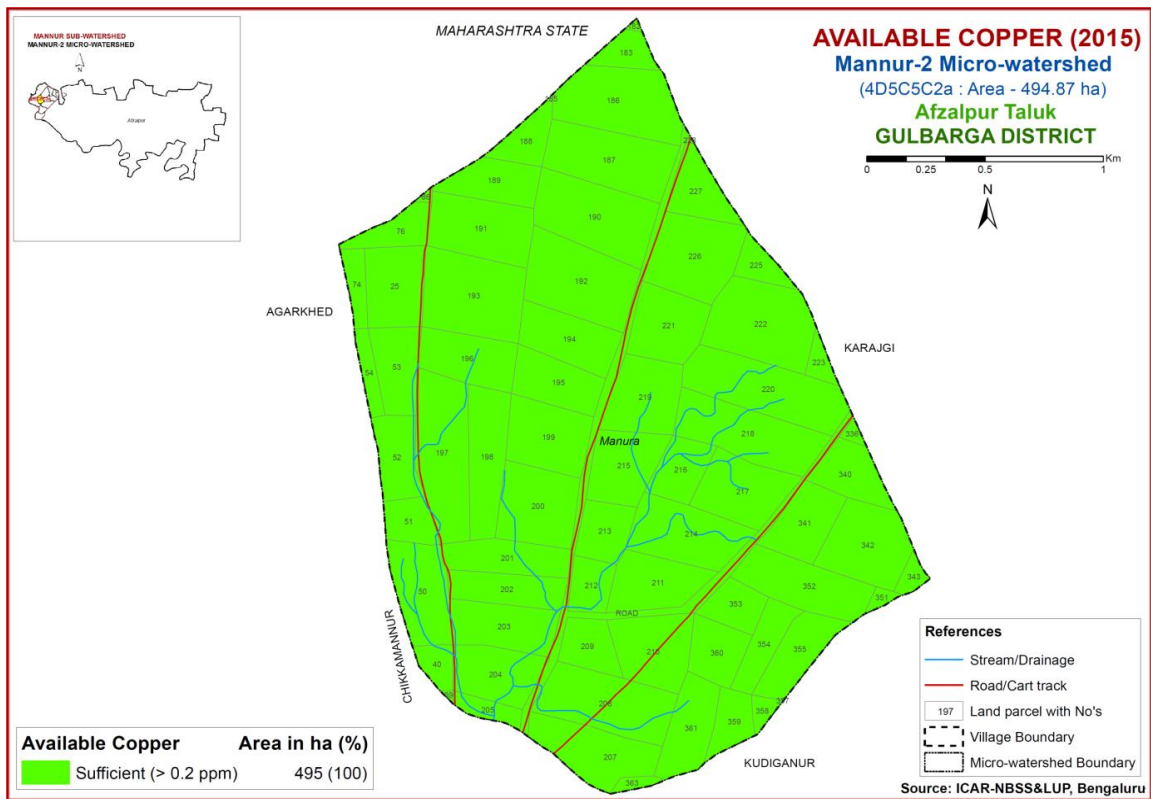 MANNUR SUB-WATERSHED
MANNUR-2 MICRO-WATERSHED
N
Afzalpur
MAHARASHTRA STATE
AVAILABLE COPPER (2015)
Mannur-2 Micro-watershed
(4D5C5C2a : Area - 494.87 ha)
Afzalpur Taluk
GULBARGA DISTRICT
0 0.25 0.5 1 Km
N
183
186
188
187
228
189
227
190
76
191
226
225
74
25
193
192
AGARKHED
221
222
194
KARAJGI
223
196
53
54
195
220
219
199
Manura
218
336
52
197
198
215
216
340
217
200
51
213
214
341
342
201
343
50
202
212
211
352
351
ROAD
353
203
209
210
360
354
355
CHIKKAMANNUR
40
204
205
206
361
359
358
357
207
KUDIGANUR
363
References
Stream/Drainage
Road/Cart track
197 Land parcel with No's
Village Boundary
Micro-watershed Boundary
Available Copper Area in ha (%)
Sufficient (> 0.2 ppm) 495 (100)
Source: ICAR-NBSS&LUP, Bengaluru